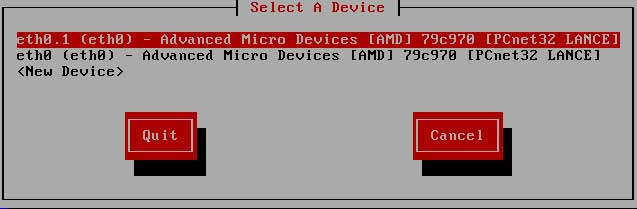 Select A Device
eth0.1 (eth0) - Advanced Micro Devices [AMD] 79c970 [PCnet32 LANCE]
eth0 (eth0) - Advanced Micro Devices [AMD] 79c970 [PCnet32 LANCE]
<New Device>
Quit
Cancel